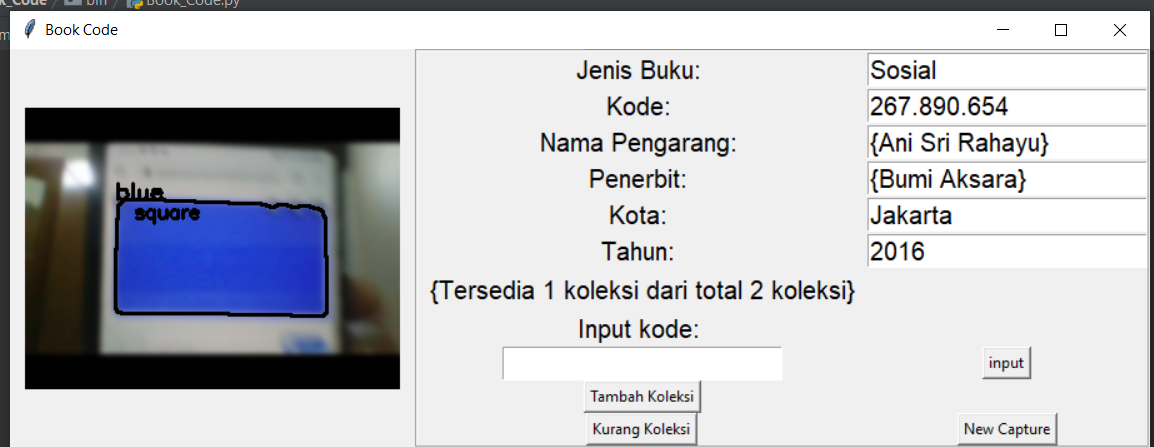 Book_Code.py
Book Code
blue
square
Jenis Buku: Sosial
Kode: 267.890.654
Nama Pengarang: {Ani Sri Rahayu}
Penerbit: {Bumi Aksara}
Kota: Jakarta
Tahun: 2016
{Tersedia 1 koleksi dari total 2 koleksi}
Input kode:
input
Tambah Koleksi
Kurang Koleksi
New Capture